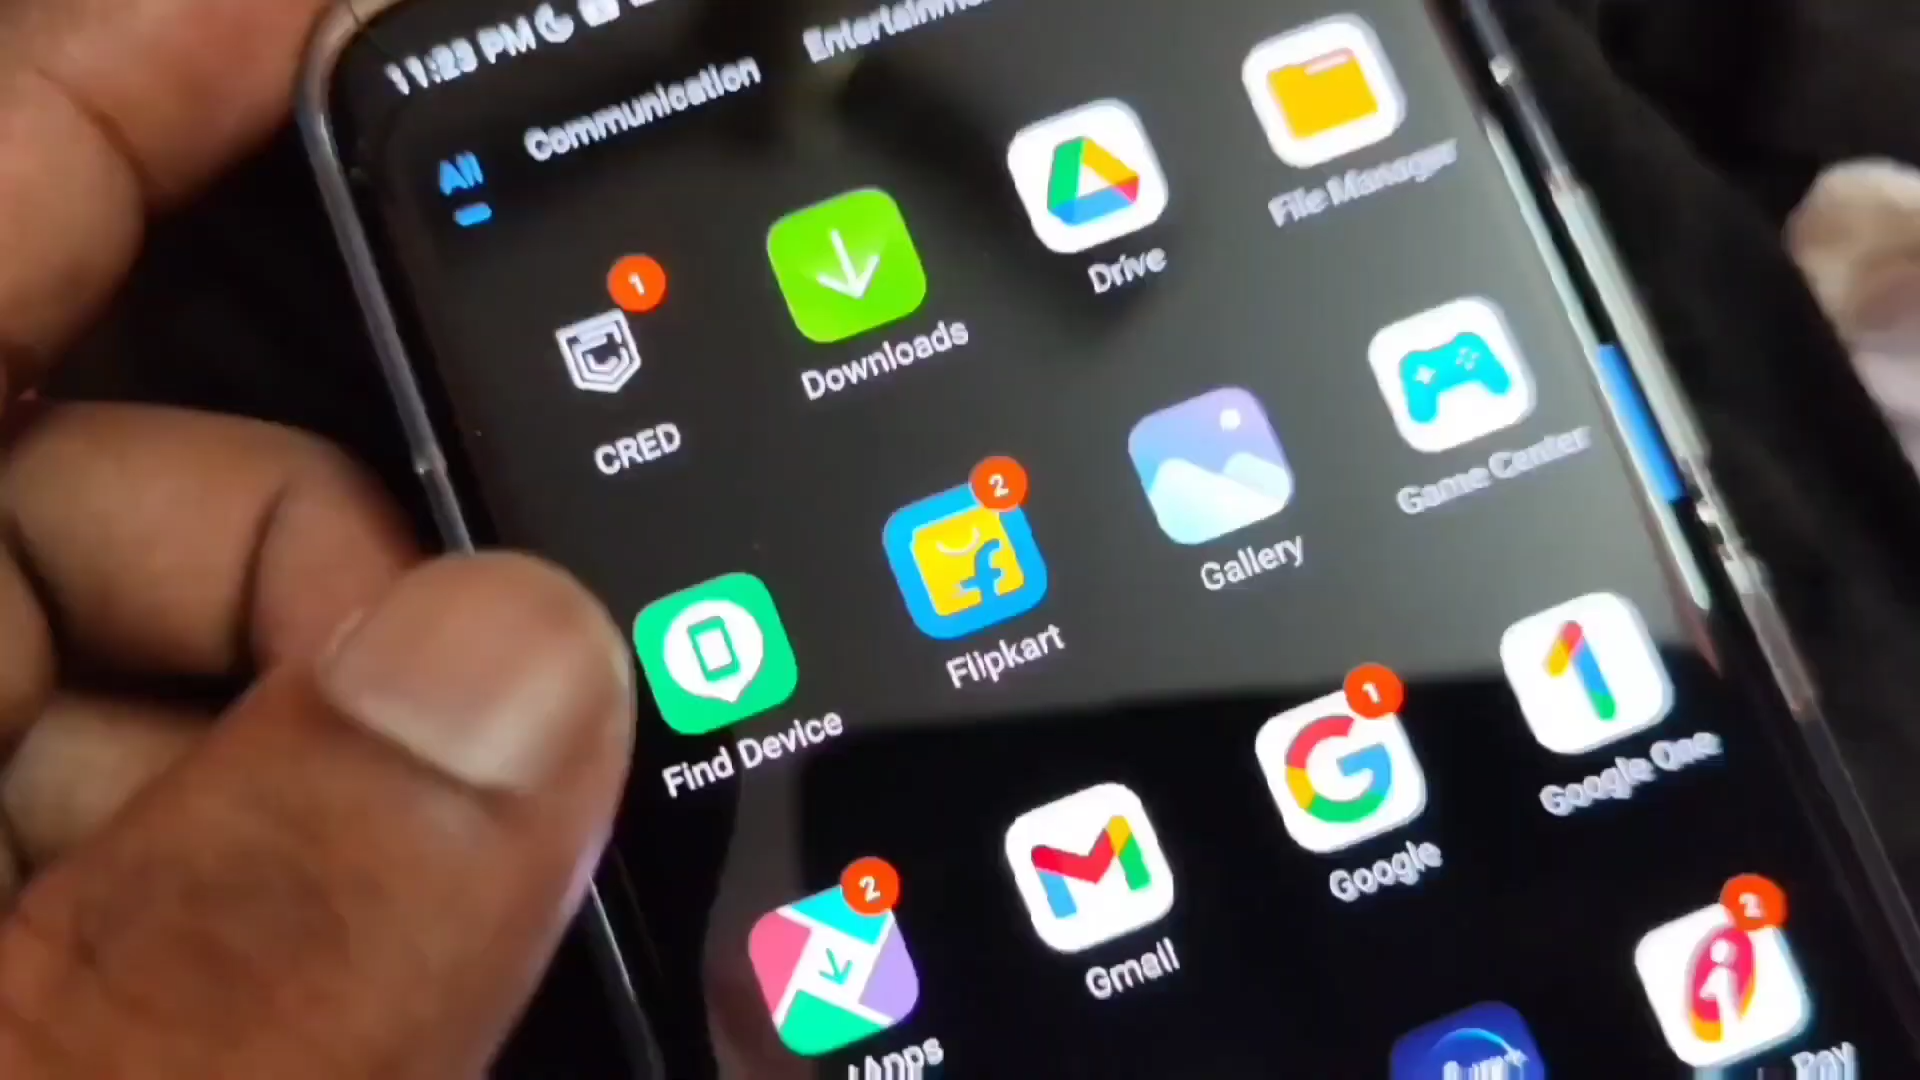 11:23 PM
All Communication Entertainm
1
CRED Downloads Drive File Manager
2
Find Device Flipkart Gallery Game Center
2 1
Apps Gmail Google Google One
2
Pay